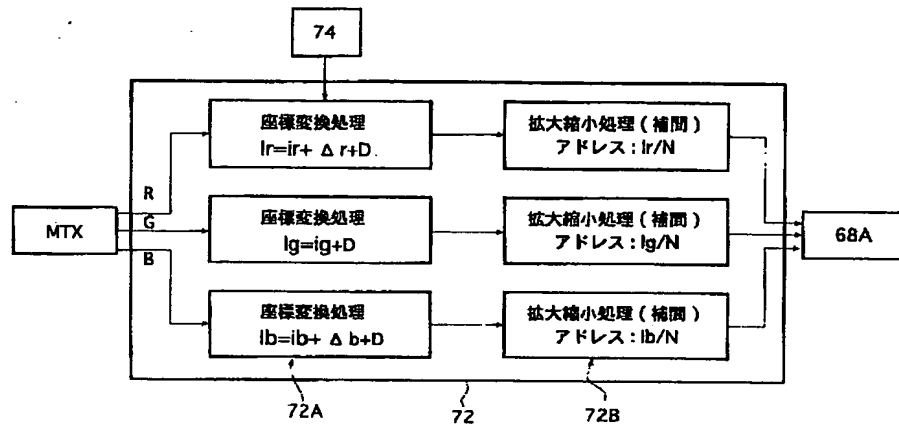 74
座標変換処理
Ir=ir+ Δ r+D
拡大縮小処理(補間)
アドレス:Ir/N
R
MTX
G
座標変換処理
Ig=ig+D
拡大縮小処理(補間)
アドレス:Ig/N
68A
B
座標変換処理
Ib=ib+ Δ b+D
拡大縮小処理(補間)
アドレス:Ib/N
72A
72
72B